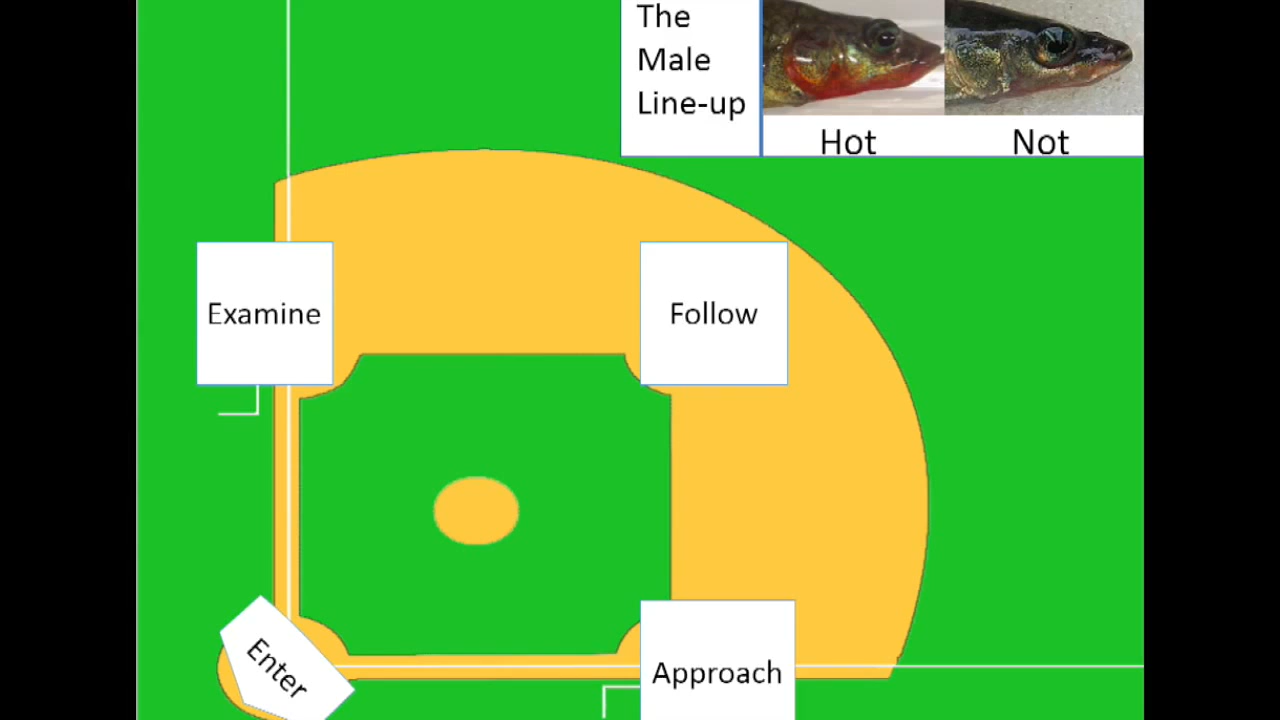 The
Male
Line-up
Hot
Not
Examine
Follow
Enter
Approach